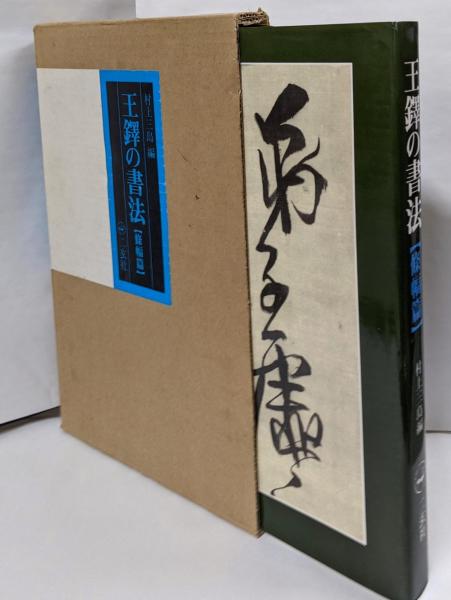 村上三島 編
王鐸の書法
【條幅篇】
二玄社
王鐸の書法
【條幅篇】
村上三島編
二玄社